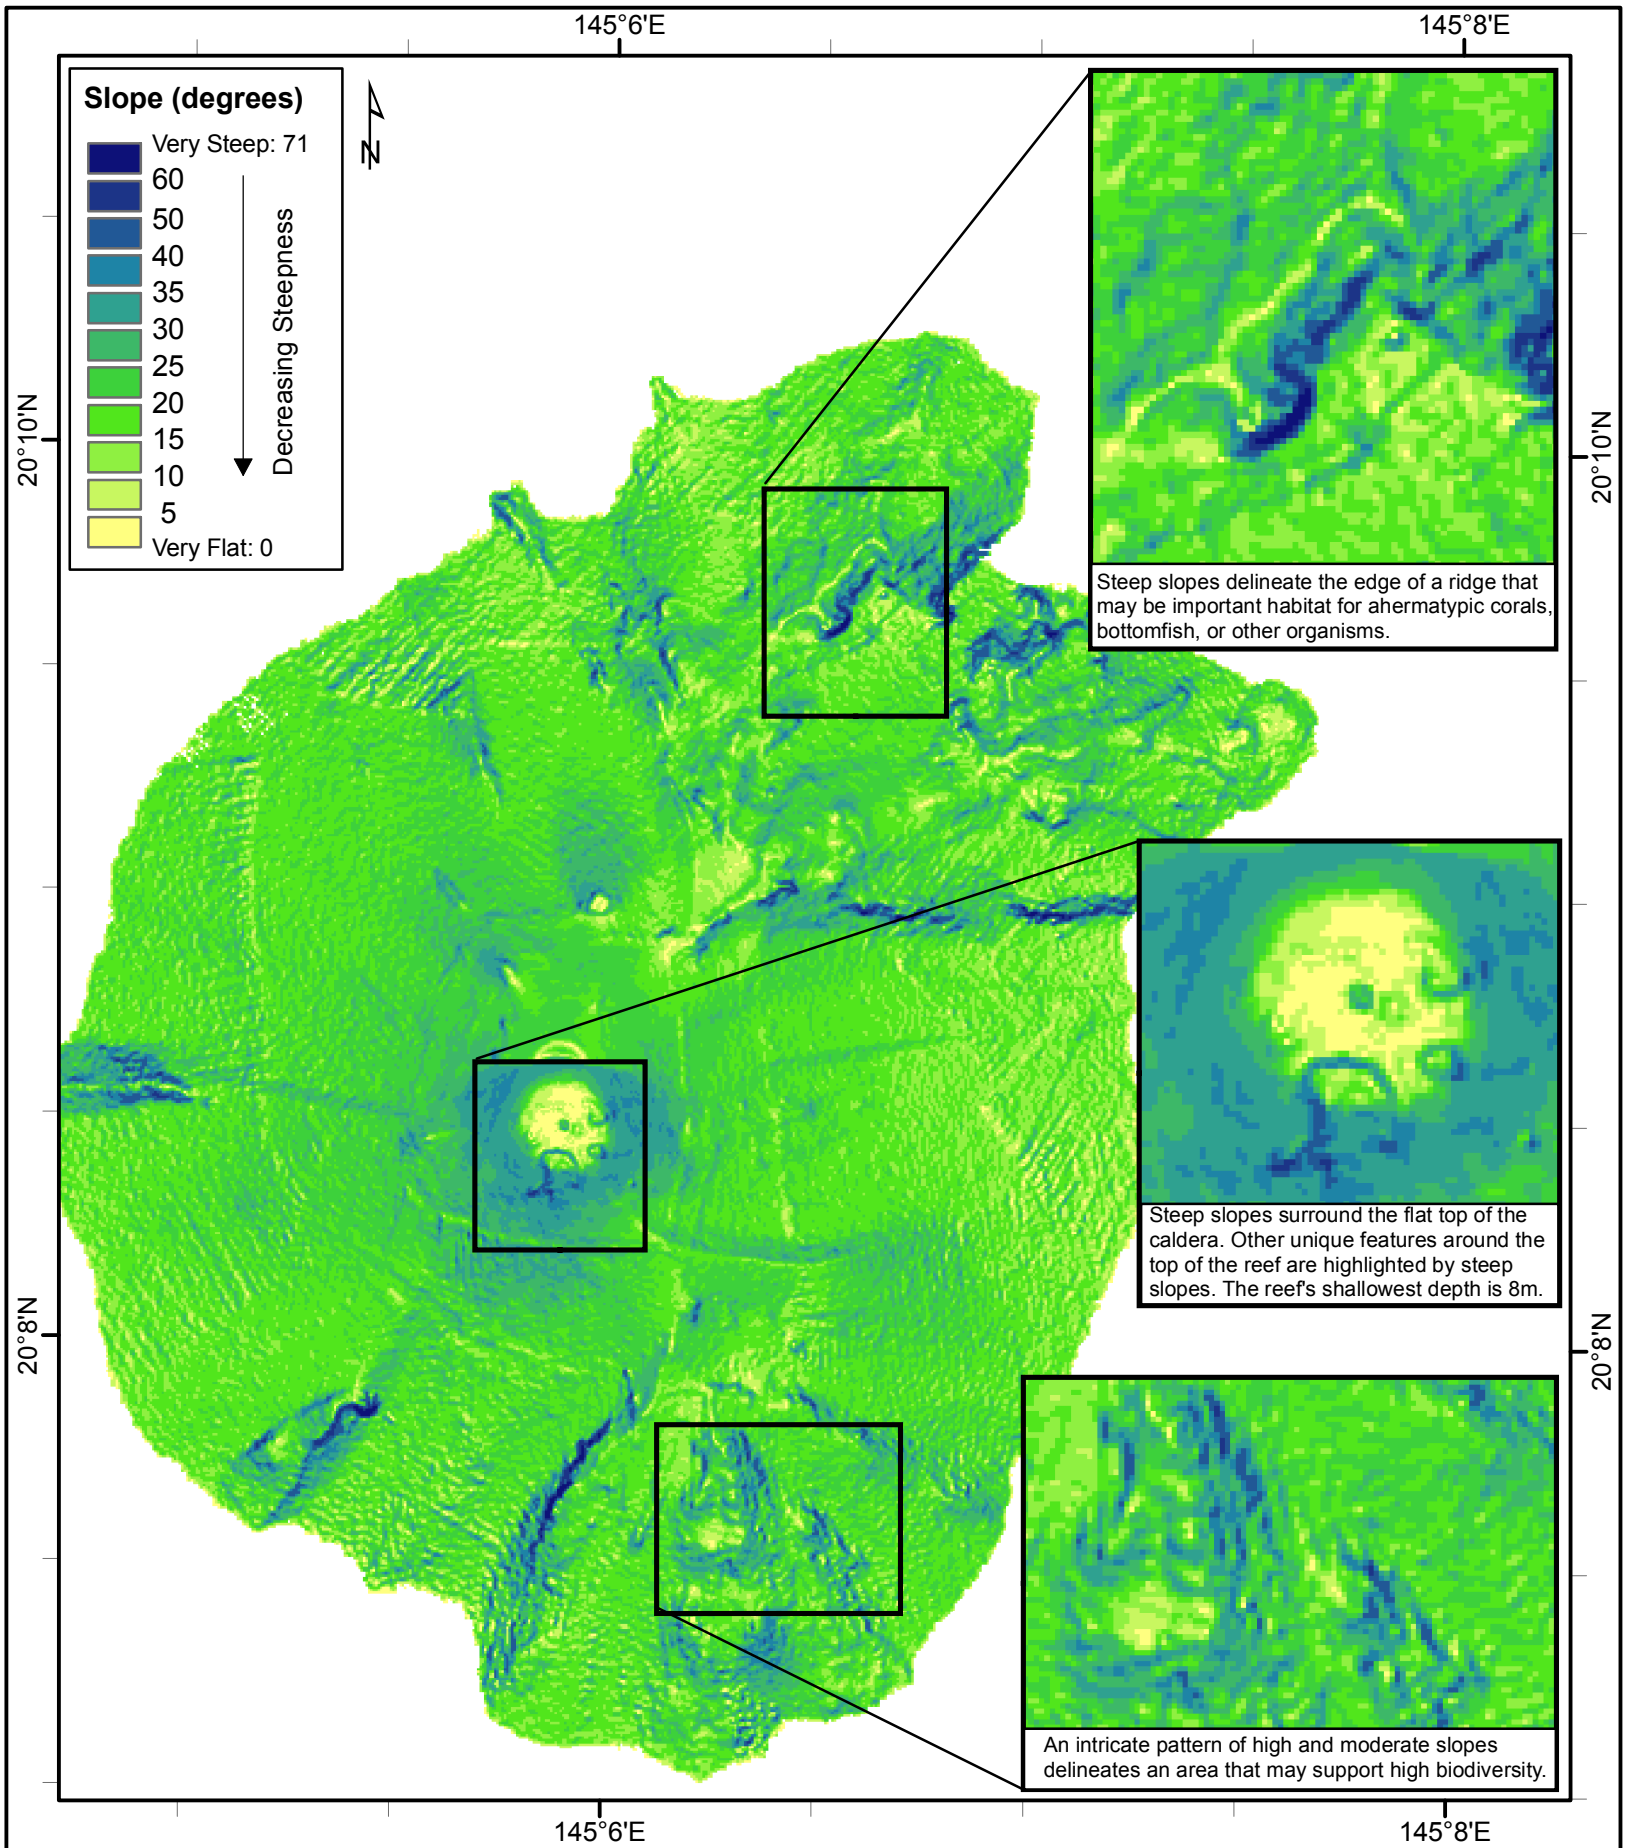 145°6'E
145°8'E
Slope (degrees)
Very Steep: 71
60
50
40
35
30
25
20
15
10
5
Very Flat: 0
Decreasing Steepness
N
20°10'N
20°10'N
Steep slopes delineate the edge of a ridge that
may be important habitat for ahermatypic corals,
bottomfish, or other organisms.
Steep slopes surround the flat top of the
caldera. Other unique features around the
top of the reef are highlighted by steep
slopes. The reef's shallowest depth is 8m.
20°8'N
20°8'N
An intricate pattern of high and moderate slopes
delineates an area that may support high biodiversity.
145°6'E
145°8'E